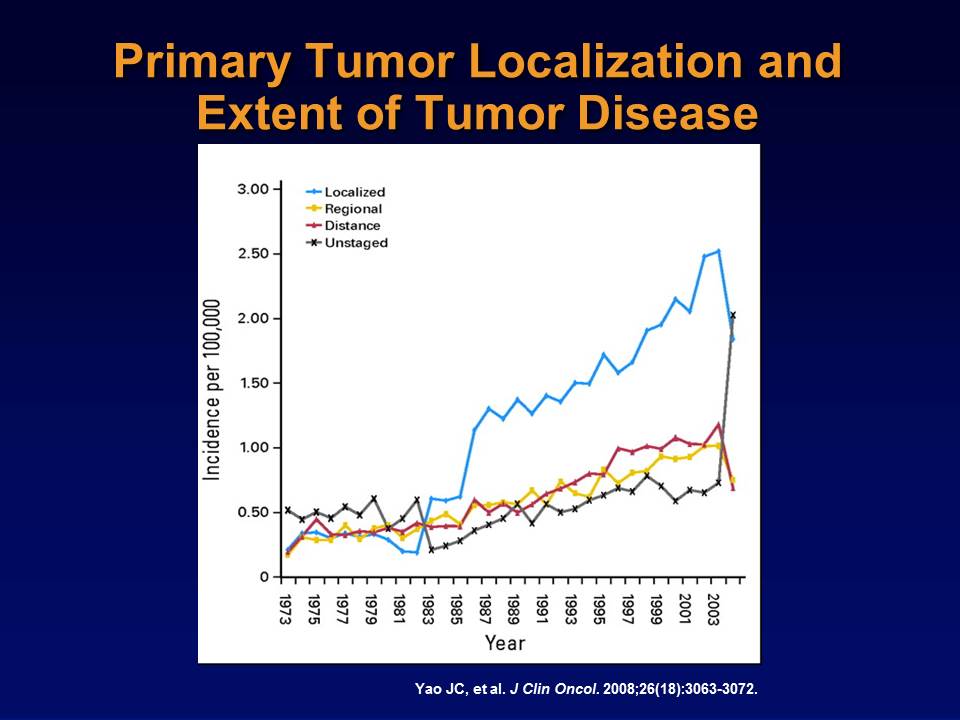 Primary Tumor Localization and
Extent of Tumor Disease
3.00
2.50
2.00
1.50
1.00
0.50
0
Localized
Regional
Distance
Unstaged
Incidence per 100,000
1973
1975
1977
1979
1981
1983
1985
1987
1989
1991
1993
1995
1997
1999
2001
2003
Year
Yao JC, et al. J Clin Oncol. 2008;26(18):3063-3072.